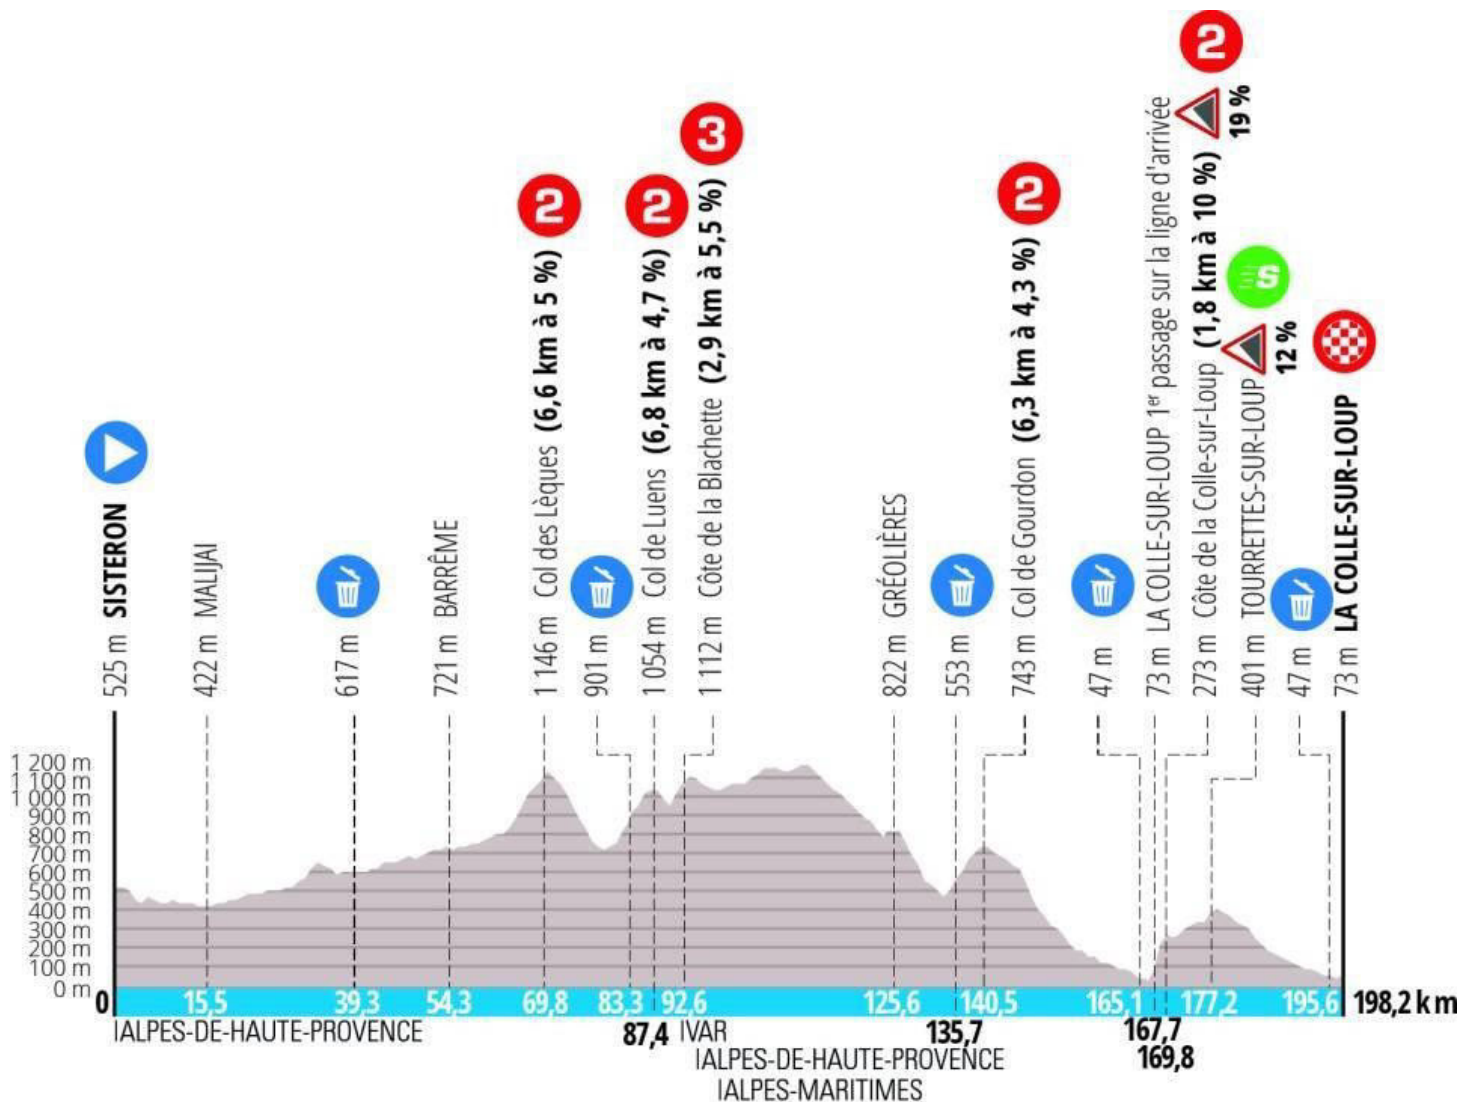 2
19 %
3
2
2
2
S
12 %
525 m SISTERON
422 m MALIJAI
617 m
721 m BARRÊME
1 146 m Col des Lèques (6,6 km à 5 %)
901 m
1 054 m Col de Luens (6,8 km à 4,7 %)
1 112 m Côte de la Blachette (2,9 km à 5,5 %)
822 m GRÉOLIÈRES
553 m
743 m Col de Gourdon (6,3 km à 4,3 %)
47 m
73 m LA COLLE-SUR-LOUP 1er passage sur la ligne d'arrivée
273 m Côte de la Colle-sur-Loup (1,8 km à 10 %)
401 m TOURRETTES-SUR-LOUP
47 m
73 m LA COLLE-SUR-LOUP
1 200 m
1 100 m
1 000 m
900 m
800 m
700 m
600 m
500 m
400 m
300 m
200 m
100 m
0 m
0 15,5 39,3 54,3 69,8 83,3 92,6 125,6 140,5 165,1 177,2 195,6 198,2 km
ALPES-DE-HAUTE-PROVENCE 87,4 VAR 135,7 167,7
ALPES-DE-HAUTE-PROVENCE 169,8
ALPES-MARITIMES